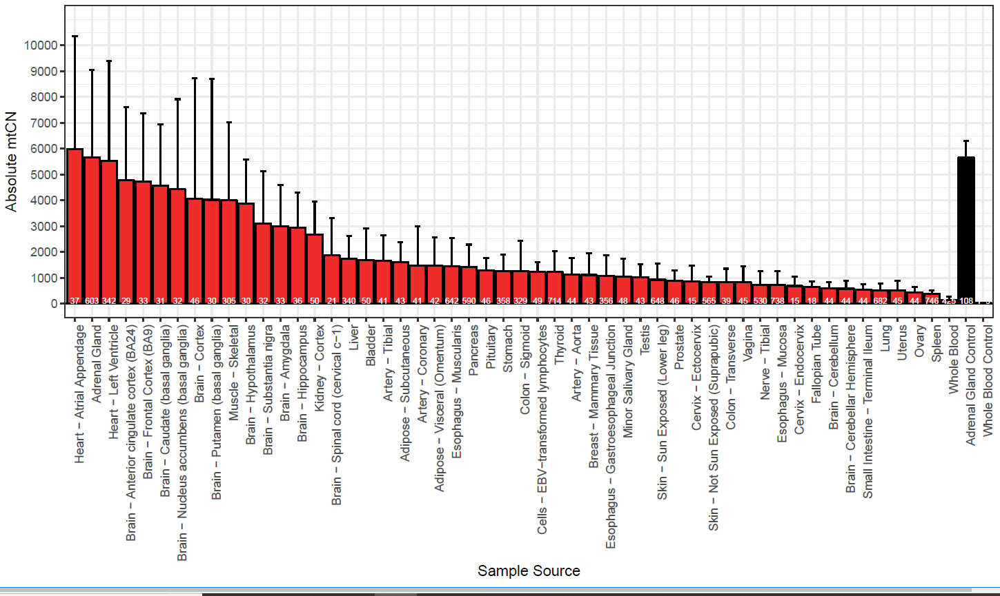 Absolute mtCN
10000
9000
8000
7000
6000
5000
4000
3000
2000
1000
0
37
603
342
29
33
31
32
46
30
305
30
32
33
36
50
21
340
50
41
43
41
42
642
590
46
358
329
49
714
44
43
356
48
43
648
46
15
565
39
45
530
738
15
18
44
44
44
682
45
44
746
425
108
Heart − Atrial Appendage
Adrenal Gland
Heart − Left Ventricle
Brain − Anterior cingulate cortex (BA24)
Brain − Frontal Cortex (BA9)
Brain − Caudate (basal ganglia)
Brain − Nudeus accumbens (basal ganglia)
Brain − Cortex
Brain − Putamen (basal ganglia)
Muscle − Skeletal
Brain − Hypothalamus
Brain − Substantia nigra
Brain − Amygdala
Brain − Hippocampus
Kidney − Cortex
Brain − Spinal cord (cervical c−1)
Liver
Bladder
Artery − Tibial
Adipose − Subcutaneous
Artery − Coronary
Adipose − Visceral (Omentum)
Esophagus − Muscularis
Pancreas
Pituitary
Stomach
Colon − Sigmoid
Cells − EBV−transformed lymphocytes
Thyroid
Artery − Aorta
Breast − Mammary Tissue
Esophagus − Gastroesophageal Junction
Minor Salivary Gland
Testis
Skin − Sun Exposed (Lower leg)
Prostate
Cervix − Ectocervix
Skin − Not Sun Exposed (Suprapubic)
Colon − Transverse
Vagina
Nerve − Tibial
Esophagus − Mucosa
Cervix − Endocervix
Fallopian Tube
Brain − Cerebellum
Brain − Cerebellar Hemisphere
Small Intestine − Terminal Ileum
Lung
Uterus
Ovary
Spleen
Whole Blood
Adrenal Gland Control
Whole Blood Control
Sample Source